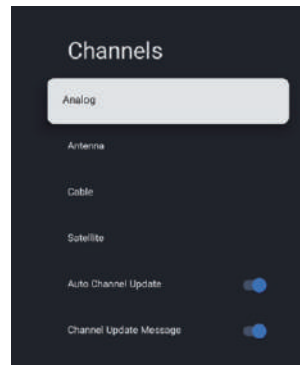 Channels
Analog
Antenna
Cable
Satellite
Auto Channel Update
Channel Update Message